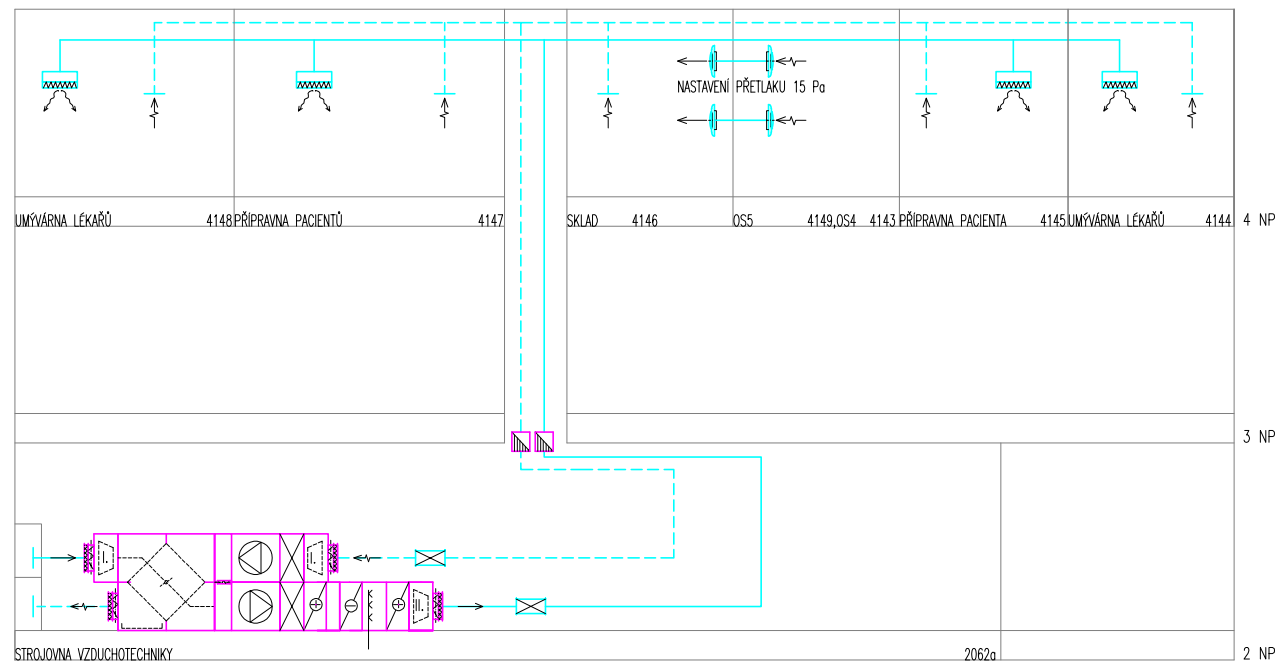 NASTAVENÍ PŘETLAKU 15 Pa
UMÝVÁRNA LÉKAŘŮ 4148 PŘÍPRAVNA PACIENTŮ 4147 SKLAD 4146 OS5 4149,OS4 4143 PŘÍPRAVNA PACIENTA 4145 UMÝVÁRNA LÉKAŘŮ 4144 4 NP
3 NP
STROJOVNA VZDUCHOTECHNIKY 2062a 2 NP